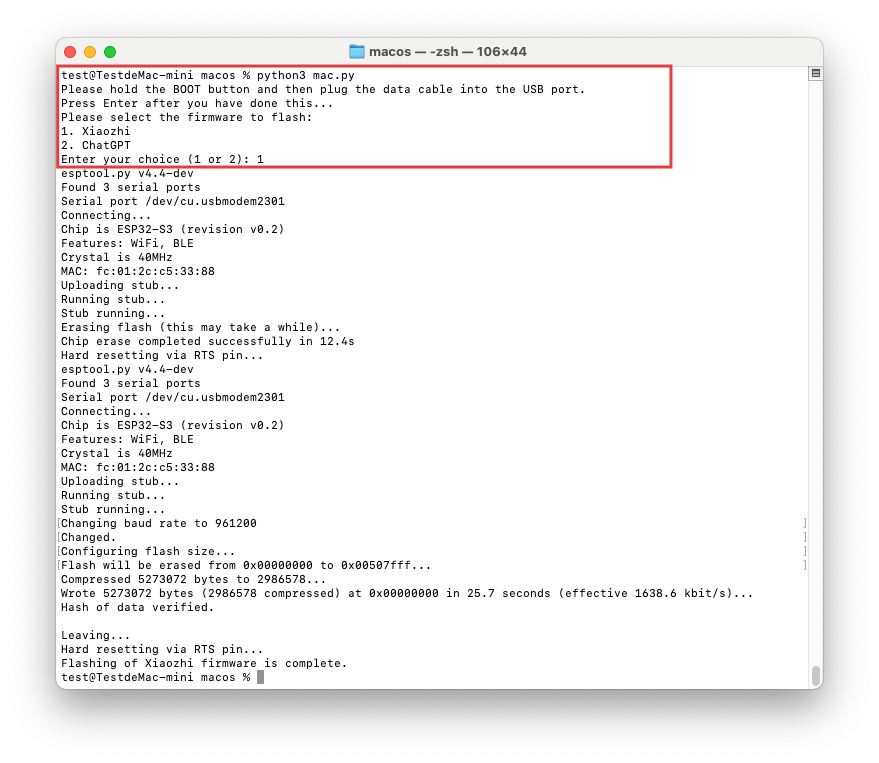 macos — -zsh — 106×44
test@TestdeMac-mini macos % python3 mac.py
Please hold the BOOT button and then plug the data cable into the USB port.
Press Enter after you have done this...
Please select the firmware to flash:
1. Xiaozhi
2. ChatGPT
Enter your choice (1 or 2): 1
esptool.py v4.4-dev
Found 3 serial ports
Serial port /dev/cu.usbmodem2301
Connecting...
Chip is ESP32-S3 (revision v0.2)
Features: WiFi, BLE
Crystal is 40MHz
MAC: fc:01:2c:c5:33:88
Uploading stub...
Running stub...
Stub running...
Erasing flash (this may take a while)...
Chip erase completed successfully in 12.4s
Hard resetting via RTS pin...
esptool.py v4.4-dev
Found 3 serial ports
Serial port /dev/cu.usbmodem2301
Connecting...
Chip is ESP32-S3 (revision v0.2)
Features: WiFi, BLE
Crystal is 40MHz
MAC: fc:01:2c:c5:33:88
Uploading stub...
Running stub...
Stub running...
[Changing baud rate to 961200 ]
[Changed. ]
[Configuring flash size... ]
[Flash will be erased from 0x00000000 to 0x00507fff... ]
Compressed 5273072 bytes to 2986578...
Wrote 5273072 bytes (2986578 compressed) at 0x00000000 in 25.7 seconds (effective 1638.6 kbit/s)...
Hash of data verified.
Leaving...
Hard resetting via RTS pin...
Flashing of Xiaozhi firmware is complete.
test@TestdeMac-mini macos %